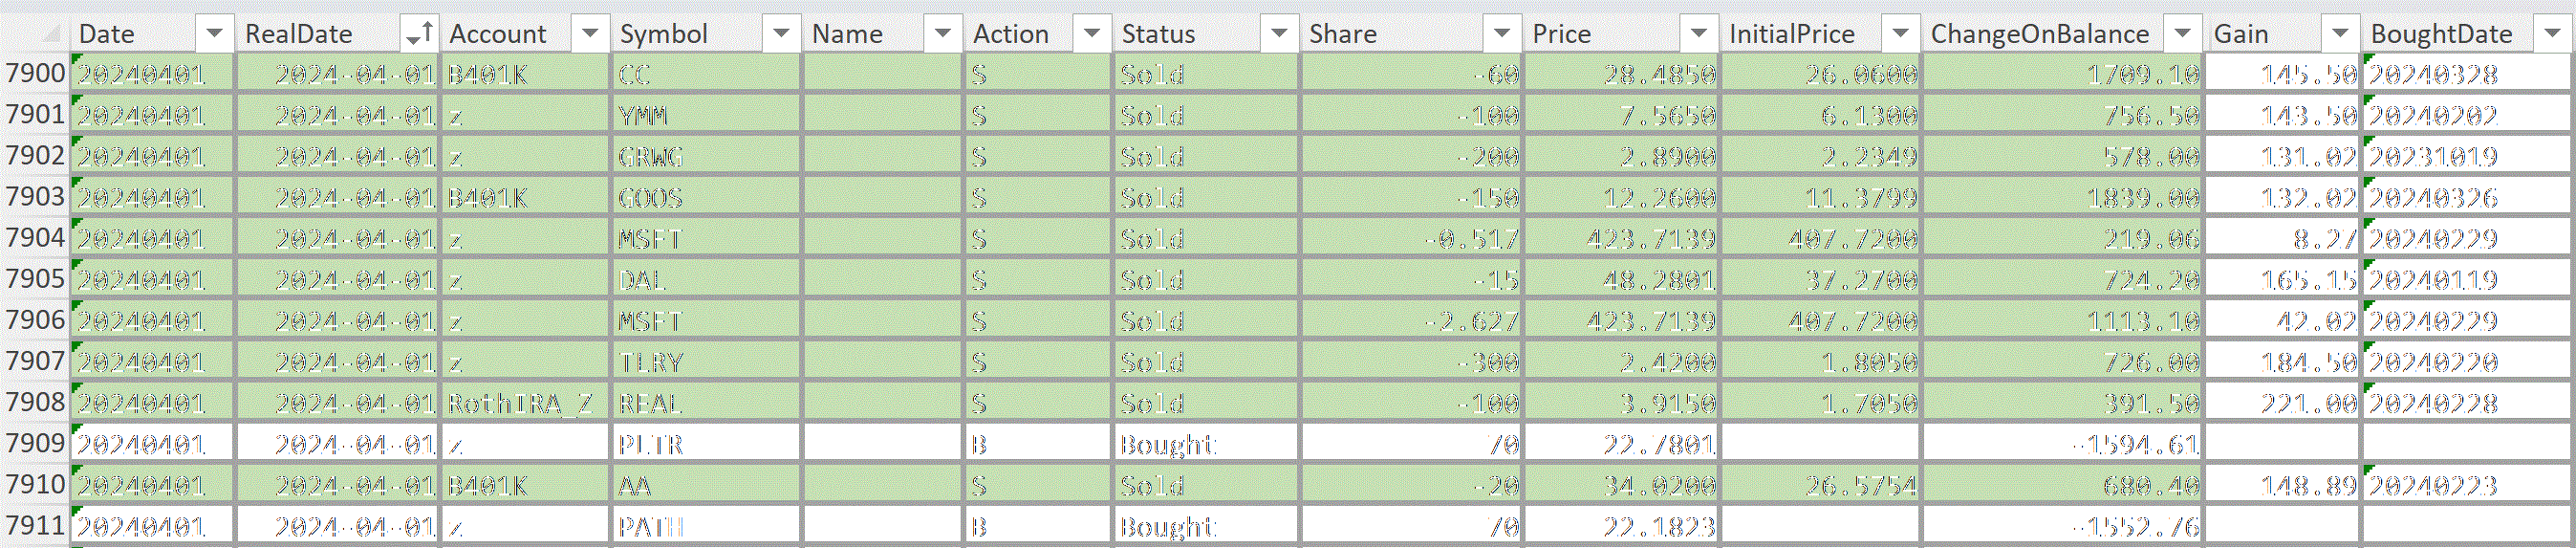 Date RealDate Account Symbol Name Action Status Share Price InitialPrice ChangeOnBalance Gain BoughtDate
7900 20240401 2024-04-01 B401K CC S Sold -60 28.4850 26.0600 1709.10 145.50 20240328
7901 20240401 2024-04-01 z YMM S Sold -100 7.5650 6.1300 756.50 143.50 20240202
7902 20240401 2024-04-01 z GRWG S Sold -200 2.8900 2.2349 578.00 131.02 20231019
7903 20240401 2024-04-01 B401K GOOS S Sold -150 12.2600 11.3799 1839.00 132.02 20240326
7904 20240401 2024-04-01 z MSFT S Sold -0.517 423.7139 407.7200 219.06 8.27 20240229
7905 20240401 2024-04-01 z DAL S Sold -15 48.2801 37.2700 724.20 165.15 20240119
7906 20240401 2024-04-01 z MSFT S Sold -2.627 423.7139 407.7200 1113.10 42.02 20240229
7907 20240401 2024-04-01 z TLRY S Sold -300 2.4200 1.8050 726.00 184.50 20240220
7908 20240401 2024-04-01 RothIRA_Z REAL S Sold -100 3.9150 1.7050 391.50 221.00 20240228
7909 20240401 2024-04-01 z PLTR B Bought 70 22.7801 -1594.61
7910 20240401 2024-04-01 B401K AA S Sold -20 34.0200 26.5754 680.40 148.89 20240223
7911 20240401 2024-04-01 z PATH B Bought 70 22.1823 -1552.76